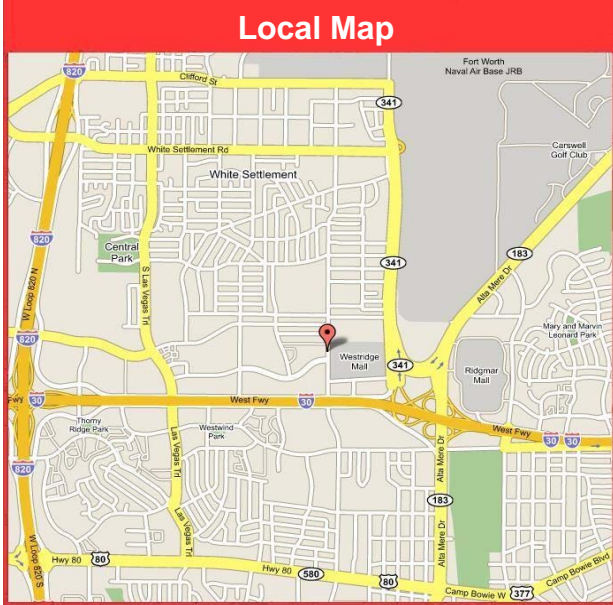 Local Map
820
Fort Worth
Naval Air Base JRB
Clifford St
341
White Settlement Rd
Carswell
Golf Club
White Settlement
820
Central
Park
183
341
S Las Vegas Trl
Alta Mere Dr
W Loop 820 N
820
Mary and Marvin
Leonard Park
Westridge
Mall
341
Ridgmar
Mall
Fwy
30
West Fwy
30
Thorny
Ridge Park
Westwind
Park
West Fwy
30
30
Las Vegas Trl
Alta Mere Dr
820
183
Las Vegas Trl
W Loop 820 S
Hwy 80
80
Hwy 80
580
80
Camp Bowie W
377
Camp Bowie Blvd